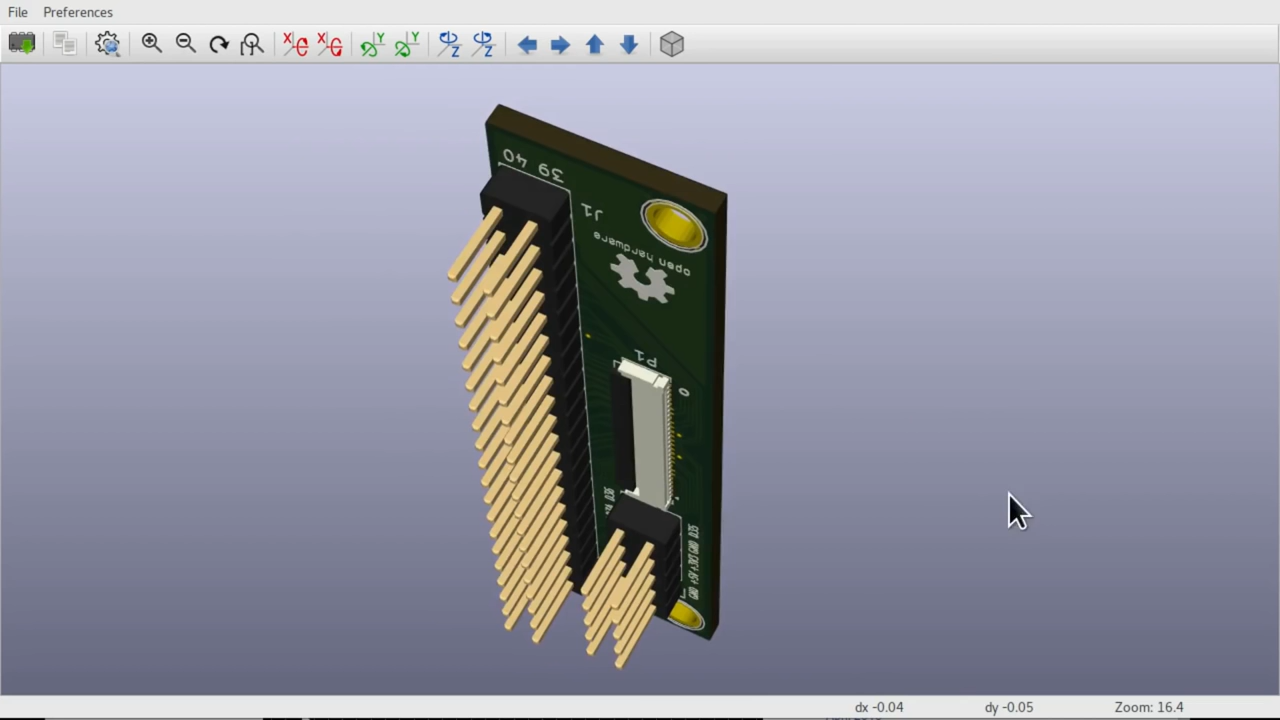 File Preferences
X X Y Y Z Z
39 40
J1
open hardware
P1
dx -0.04 dy -0.05 Zoom: 16.4